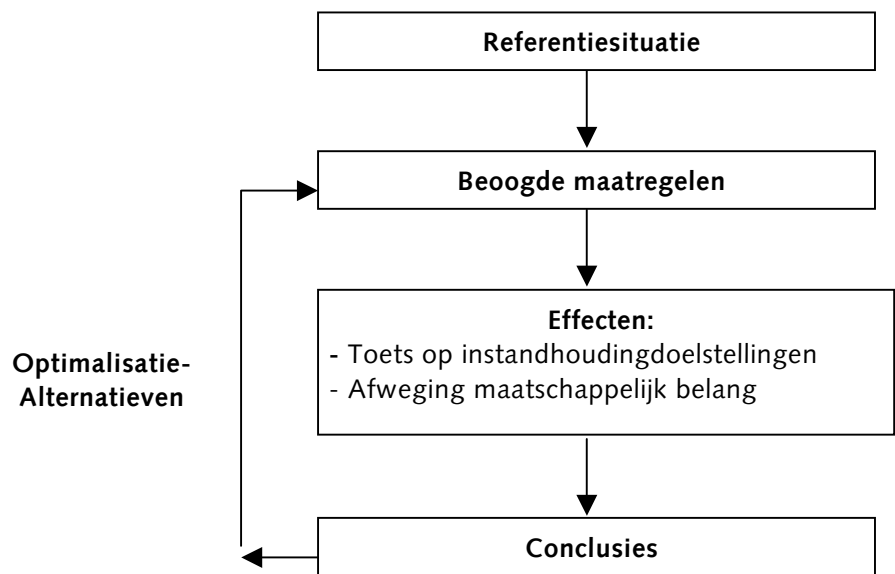 Referentiesituatie
Beoogde maatregelen
Effecten:
- Toets op instandhoudingdoelstellingen
- Afweging maatschappelijk belang
Optimalisatie-
Alternatieven
Conclusies